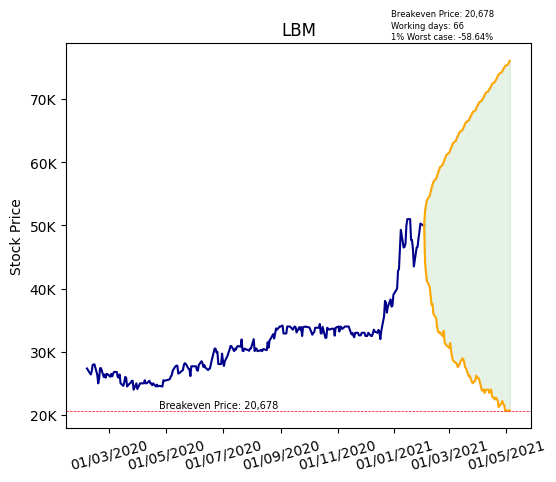 Breakeven Price: 20,678
Working days: 66
1% Worst case: -58.64%
LBM
70K
60K
50K
40K
30K
20K
Stock Price
Breakeven Price: 20,678
01/03/2020
01/05/2020
01/07/2020
01/09/2020
01/11/2020
01/01/2021
01/03/2021
01/05/2021